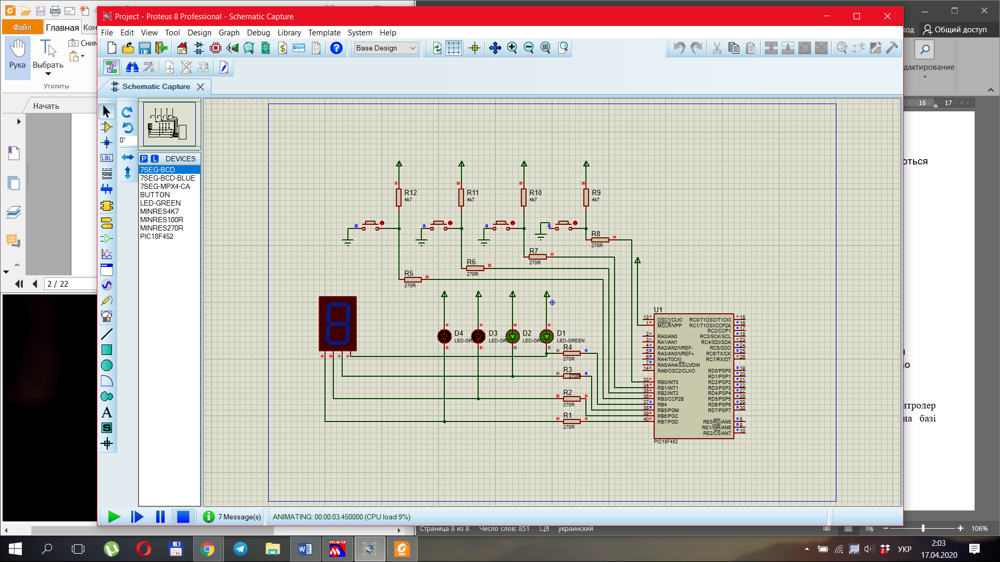 Project - Proteus 8 Professional - Schematic Capture
File Edit View Tool Design Graph Debug Library Template System Help
Base Design
Schematic Capture
Файл
Главная
Ком
Сним
Рука
Выбрать
Утилиты
Начать
2 / 22
0°
LBL
P L DEVICES
7SEG-BCD
7SEG-BCD-BLUE
7SEG-MPX4-CA
BUTTON
LED-GREEN
MINRES4K7
MINRES100R
MINRES270R
PIC18F452
A
S
R12
4k7
R11
4k7
R10
4k7
R9
4k7
R8
270R
R7
270R
R6
270R
R5
270R
D4
LED-GR
D3
LED-GR
D2
LED-GR
D1
LED-GREEN
R4
270R
R3
270R
R2
270R
R1
270R
U1
13 OSC1/CLKI RC0/T1OSO/T1CKI 15
1 MCLR/VPP RC1/T1OSI/CCP2A 16
RC2/CCP1 17
2 RA0/AN0 RC3/SCK/SCL 18
3 RA1/AN1 RC4/SDI/SDA 23
4 RA2/AN2/VREF- RC5/SDO 24
5 RA3/AN3/VREF+ RC6/TX/CK 25
6 RA4/T0CKI RC7/RX/DT 26
7 RA5/AN4/SS/LVDIN
14 RA6/OSC2/CLKO RD0/PSP0 19
RD1/PSP1 20
33 RB0/INT0 RD2/PSP2 21
34 RB1/INT1 RD3/PSP3 22
35 RB2/INT2 RD4/PSP4 27
36 RB3/CCP2B RD5/PSP5 28
37 RB4 RD6/PSP6 29
38 RB5/PGM RD7/PSP7 30
39 RB6/PGC
40 RB7/PGD RE0/RD/AN5 8
RE1/WR/AN6 9
RE2/CS/AN7 10
PIC18F452
7 Message(s)
ANIMATING: 00:00:03.450000 (CPU load 9%)
ход
Общий доступ
дактирование
16 17
оться
я
во
нтролер
на базі
Страница 8 из 8 Число слов: 851 украинский
106%
УКР
2:03
17.04.2020